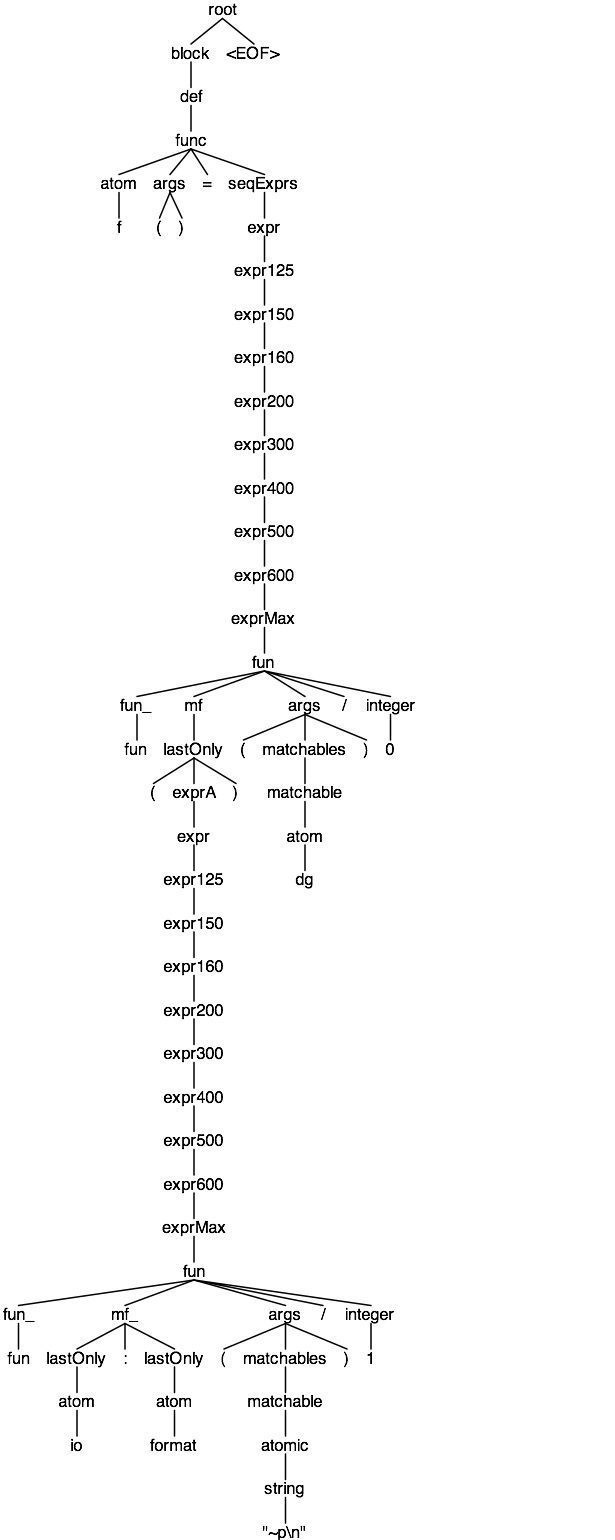 root
block <EOF>
def
func
atom args = seqExprs
f ( ) expr
expr125
expr150
expr160
expr200
expr300
expr400
expr500
expr600
exprMax
fun
fun_ mf args / integer
fun lastOnly ( matchables ) 0
( exprA ) matchable
expr atom
expr125 dg
expr150
expr160
expr200
expr300
expr400
expr500
expr600
exprMax
fun
fun_ mf_ args / integer
fun lastOnly : lastOnly ( matchables ) 1
atom atom matchable
io format atomic
string
"~p\n"